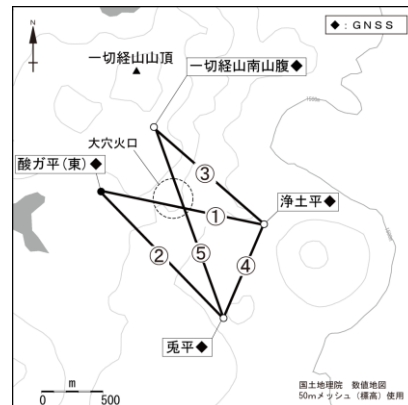 N
◆：GNSS
一切経山山頂
▲
一切経山南山腹◆
大穴火口
酸ガ平(東)◆
③
浄土平◆
①
②
⑤
④
兎平◆
m
0 500
国土地理院 数値地図
50mメッシュ（標高）使用